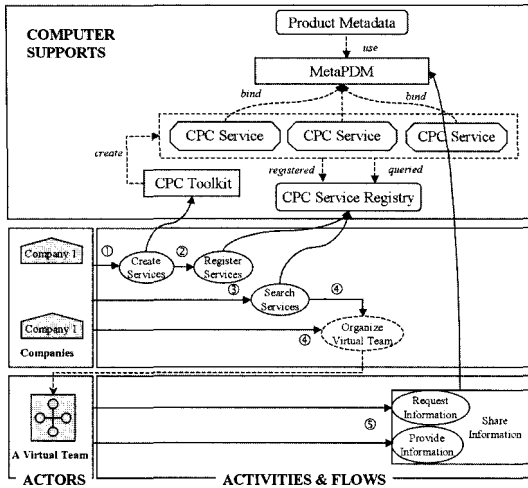 COMPUTER
SUPPORTS
Product Metadata
use
MetaPDM
bind
bind
CPC Service
CPC Service
CPC Service
create
registered
queried
CPC Toolkit
CPC Service Registry
Company 1
①
Create
Services
②
Register
Services
③
Search
Services
④
Company 1
④
Organize
Virtual Team
Companies
A Virtual Team
Request
Information
⑤
Share
Information
Provide
Information
ACTORS
ACTIVITIES & FLOWS